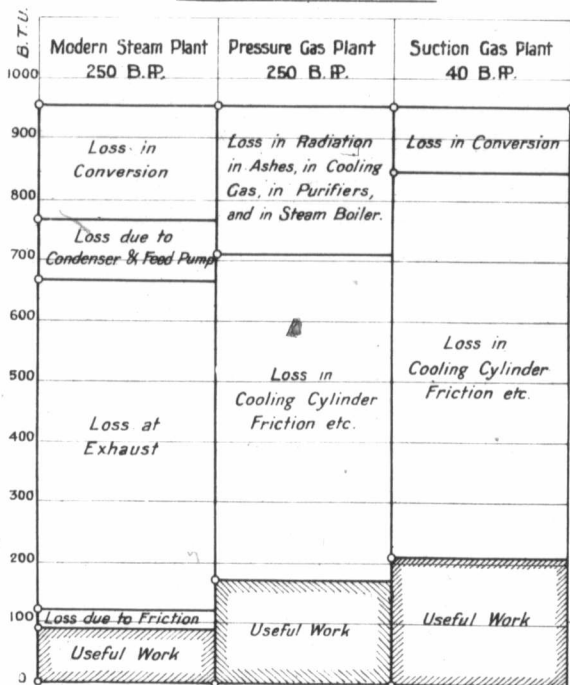 B.T.U.
Modern Steam Plant
250 B.H.P.
Pressure Gas Plant
250 B.H.P.
Suction Gas Plant
40 B.H.P.
1000
900
800
700
600
500
400
300
200
100
0
Loss in
Conversion
Loss due to
Condenser & Feed Pump
Loss at
Exhaust
Loss due to Friction
Useful Work
Loss in Radiation
in Ashes, in Cooling
Gas, in Purifiers,
and in Steam Boiler.
Loss in
Cooling Cylinder
Friction etc.
Useful Work
Loss in Conversion
Loss in
Cooling Cylinder
Friction etc.
Useful Work